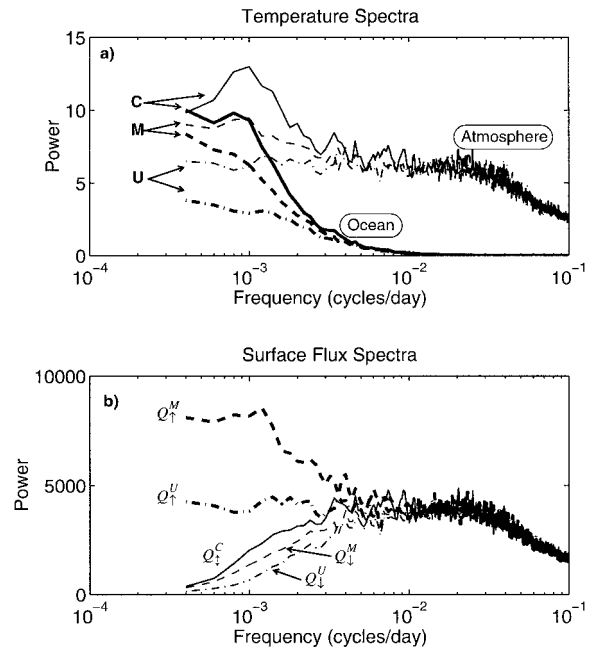 Temperature Spectra
a)
15
10
5
0
Power
C
M
U
Atmosphere
Ocean
10⁻⁴ 10⁻³ 10⁻² 10⁻¹
Frequency (cycles/day)
Surface Flux Spectra
b)
10000
5000
0
Power
Q↑ᴹ
Q↑ᵁ
Q↕ᶜ
Q↓ᴹ
Q↓ᵁ
10⁻⁴ 10⁻³ 10⁻² 10⁻¹
Frequency (cycles/day)